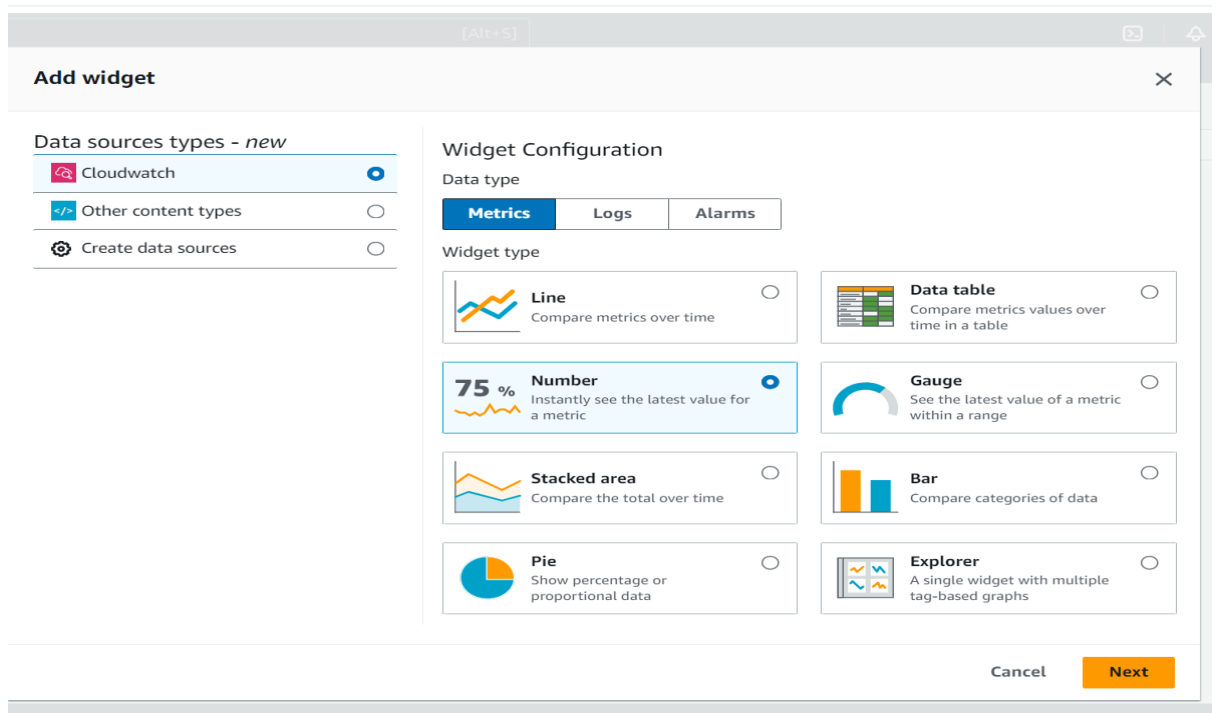 [Alt+S]
Add widget
Data sources types - new
Cloudwatch
Other content types
Create data sources
Widget Configuration
Data type
Metrics
Logs
Alarms
Widget type
Line
Compare metrics over time
Data table
Compare metrics values over
time in a table
75 %
Number
Instantly see the latest value for
a metric
Gauge
See the latest value of a metric
within a range
Stacked area
Compare the total over time
Bar
Compare categories of data
Pie
Show percentage or
proportional data
Explorer
A single widget with multiple
tag-based graphs
Cancel
Next